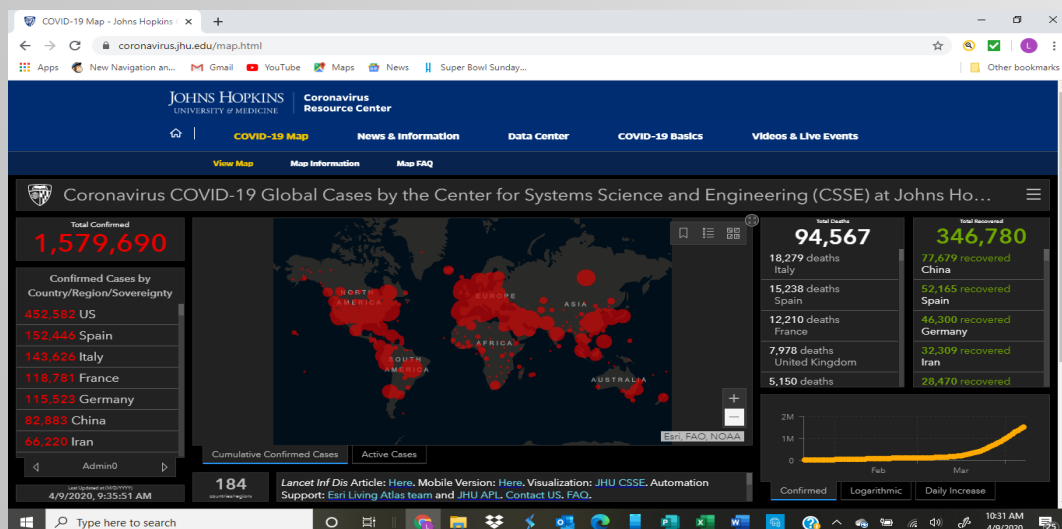 COVID-19 Map - Johns Hopkins
coronavirus.jhu.edu/map.html
L
Apps New Navigation an... Gmail YouTube Maps News Super Bowl Sunday... Other bookmarks
JOHNS HOPKINS
UNIVERSITY & MEDICINE
Coronavirus
Resource Center
COVID-19 Map News & Information Data Center COVID-19 Basics Videos & Live Events
View Map Map Information Map FAQ
Coronavirus COVID-19 Global Cases by the Center for Systems Science and Engineering (CSSE) at Johns Ho...
Total Confirmed
1,579,690
Confirmed Cases by
Country/Region/Sovereignty
452,582 US
152,446 Spain
143,626 Italy
118,781 France
115,523 Germany
82,883 China
66,220 Iran
Admin0
Last Updated at (M/D/YYYY)
4/9/2020, 9:35:51 AM
NORTH
AMERICA
EUROPE
ASIA
AFRICA
SOUTH
AMERICA
AUSTRALIA
Esri, FAO, NOAA
Cumulative Confirmed Cases Active Cases
184
countries/regions
Lancet Inf Dis Article: Here. Mobile Version: Here. Visualization: JHU CSSE. Automation
Support: Esri Living Atlas team and JHU APL. Contact US. FAQ.
Total Deaths
94,567
18,279 deaths
Italy
15,238 deaths
Spain
12,210 deaths
France
7,978 deaths
United Kingdom
5,150 deaths
Total Recovered
346,780
77,679 recovered
China
52,165 recovered
Spain
46,300 recovered
Germany
32,309 recovered
Iran
28,470 recovered
2M
1M
0
Feb Mar
Confirmed Logarithmic Daily Increase
Type here to search
10:31 AM
4/9/2020